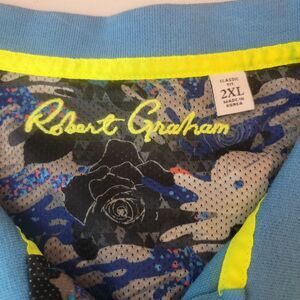 Robert Graham
CLASSIC
FIT
2XL
MADE IN
KOREA